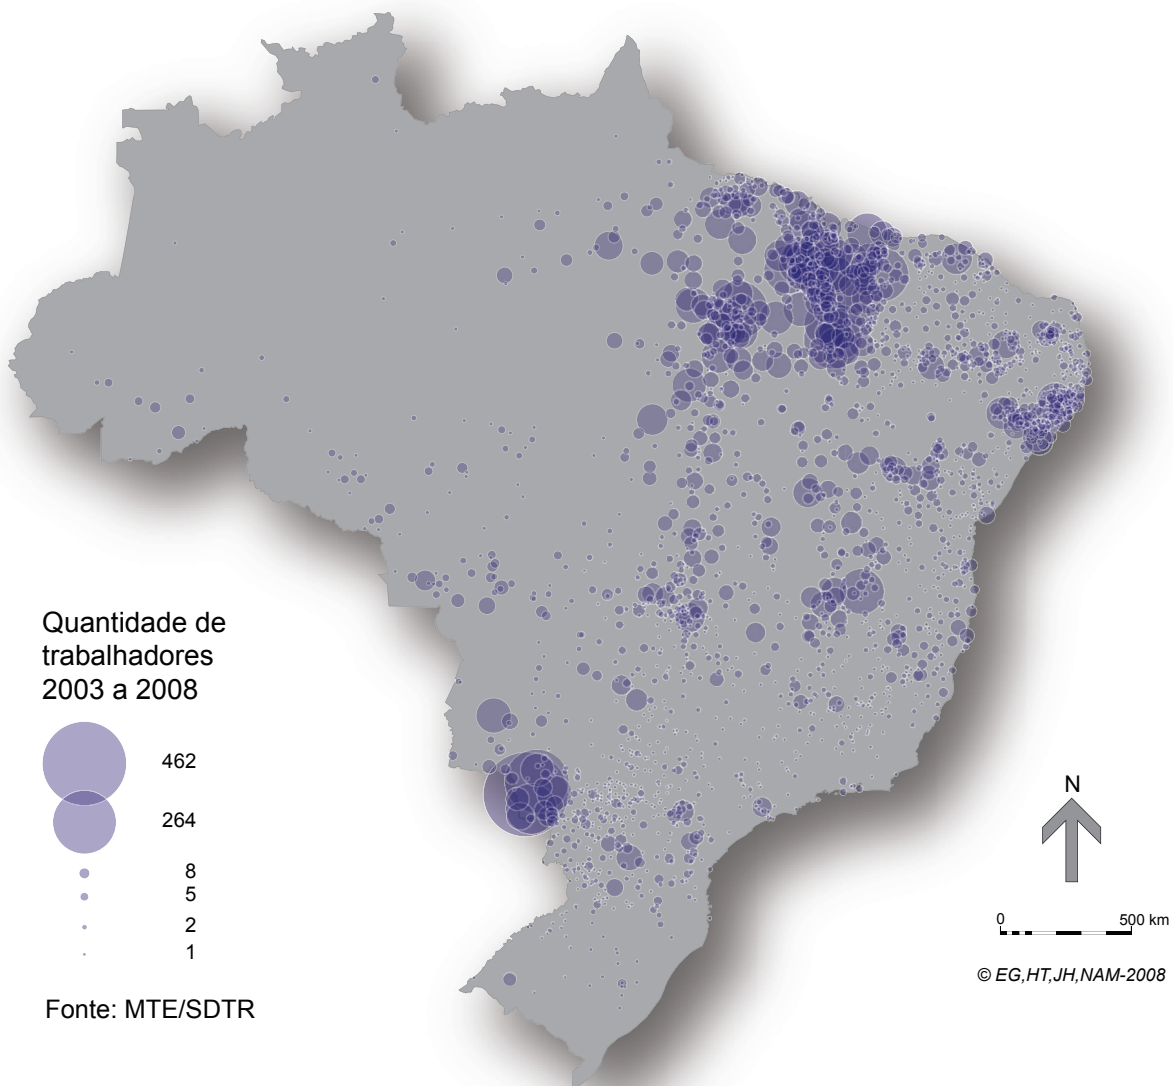 Quantidade de
trabalhadores
2003 a 2008
462
264
8
5
2
1
Fonte: MTE/SDTR
N
0 500 km
© EG,HT,JH,NAM-2008